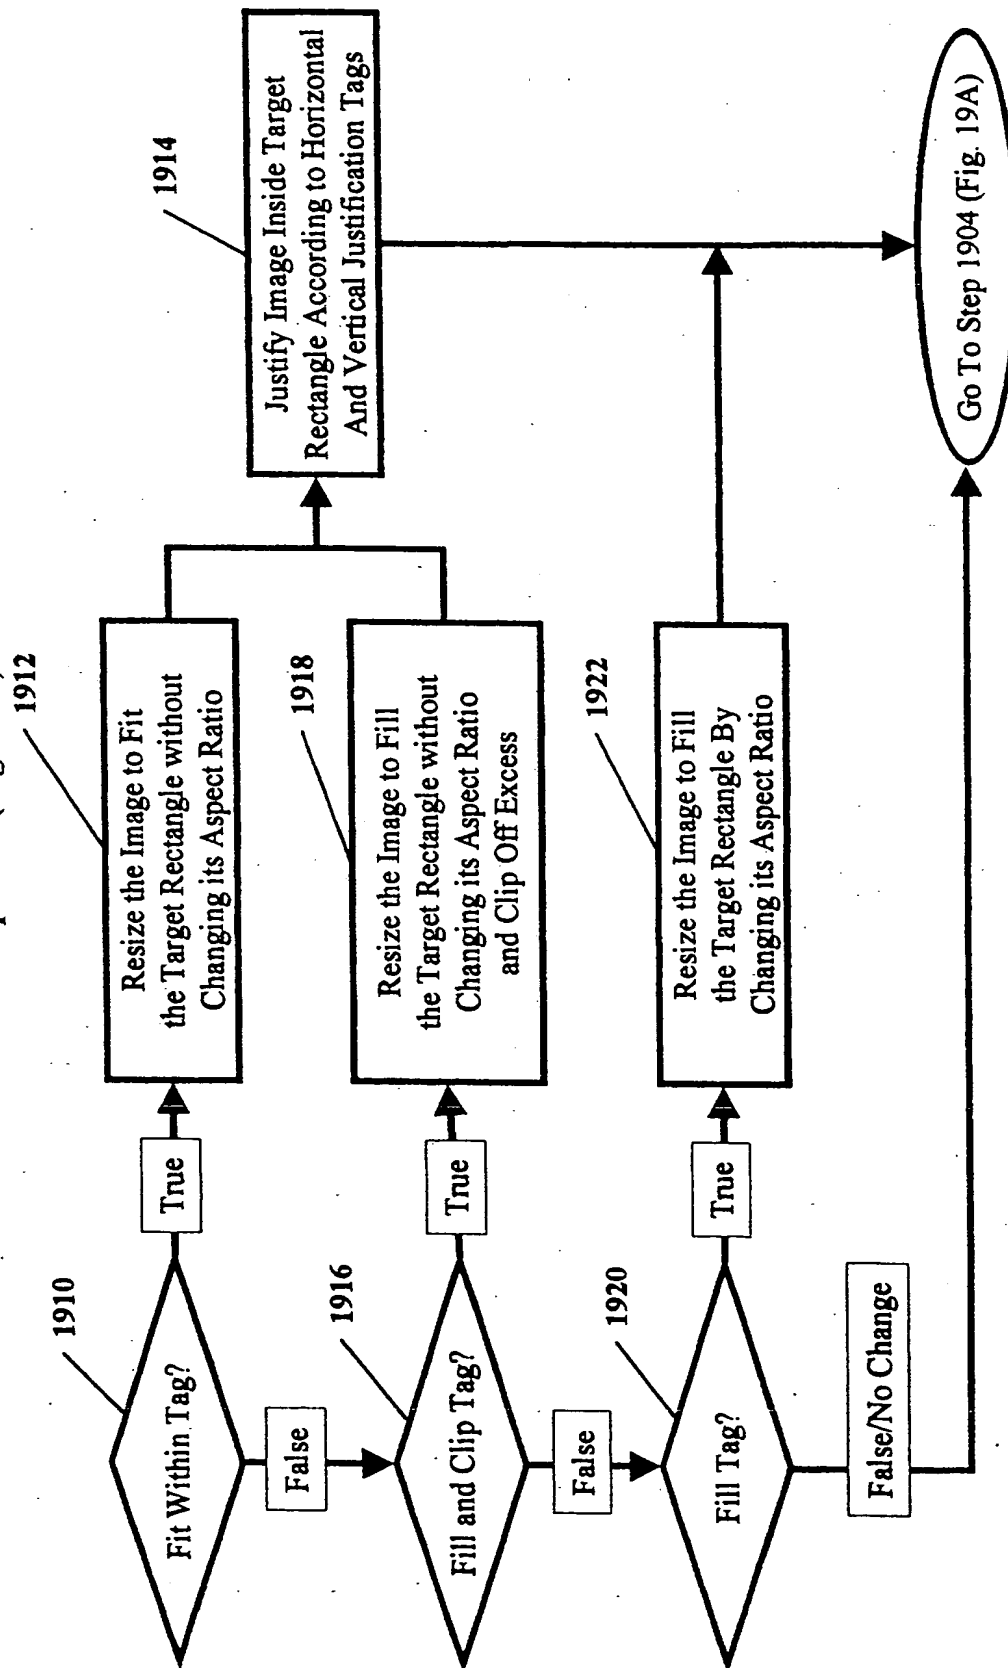 1910
Fit Within Tag?
True
False
1912
Resize the Image to Fit
the Target Rectangle without
Changing its Aspect Ratio
1914
Justify Image Inside Target
Rectangle According to Horizontal
And Vertical Justification Tags
1916
Fill and Clip Tag?
True
False
1918
Resize the Image to Fill
the Target Rectangle without
Changing its Aspect Ratio
and Clip Off Excess
1920
Fill Tag?
True
False/No Change
1922
Resize the Image to Fill
the Target Rectangle By
Changing its Aspect Ratio
Go To Step 1904 (Fig. 19A)